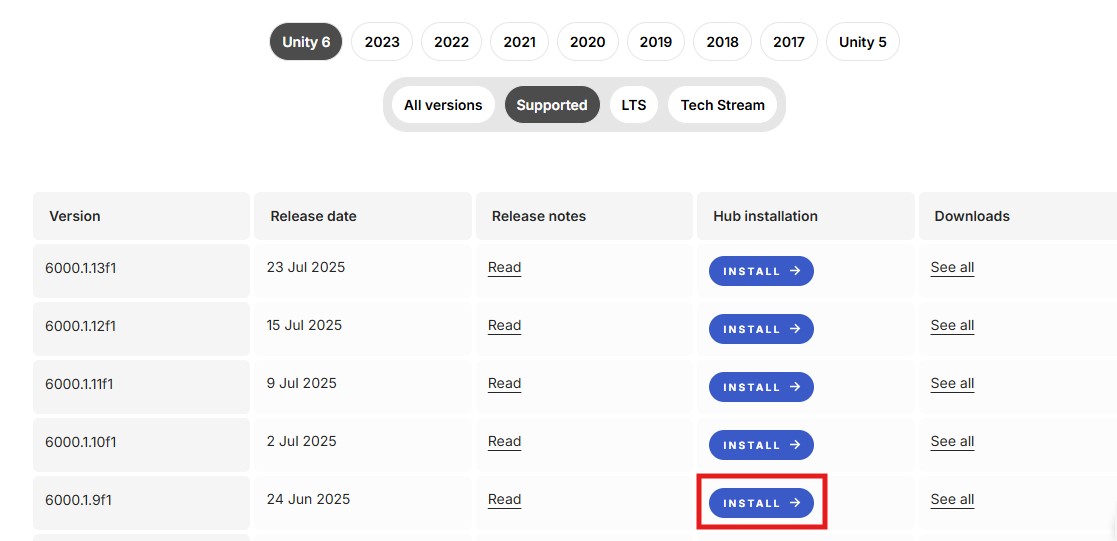 Unity 6 2023 2022 2021 2020 2019 2018 2017 Unity 5
All versions Supported LTS Tech Stream
Version Release date Release notes Hub installation Downloads
6000.1.13f1 23 Jul 2025 Read INSTALL → See all
6000.1.12f1 15 Jul 2025 Read INSTALL → See all
6000.1.11f1 9 Jul 2025 Read INSTALL → See all
6000.1.10f1 2 Jul 2025 Read INSTALL → See all
6000.1.9f1 24 Jun 2025 Read INSTALL → See all